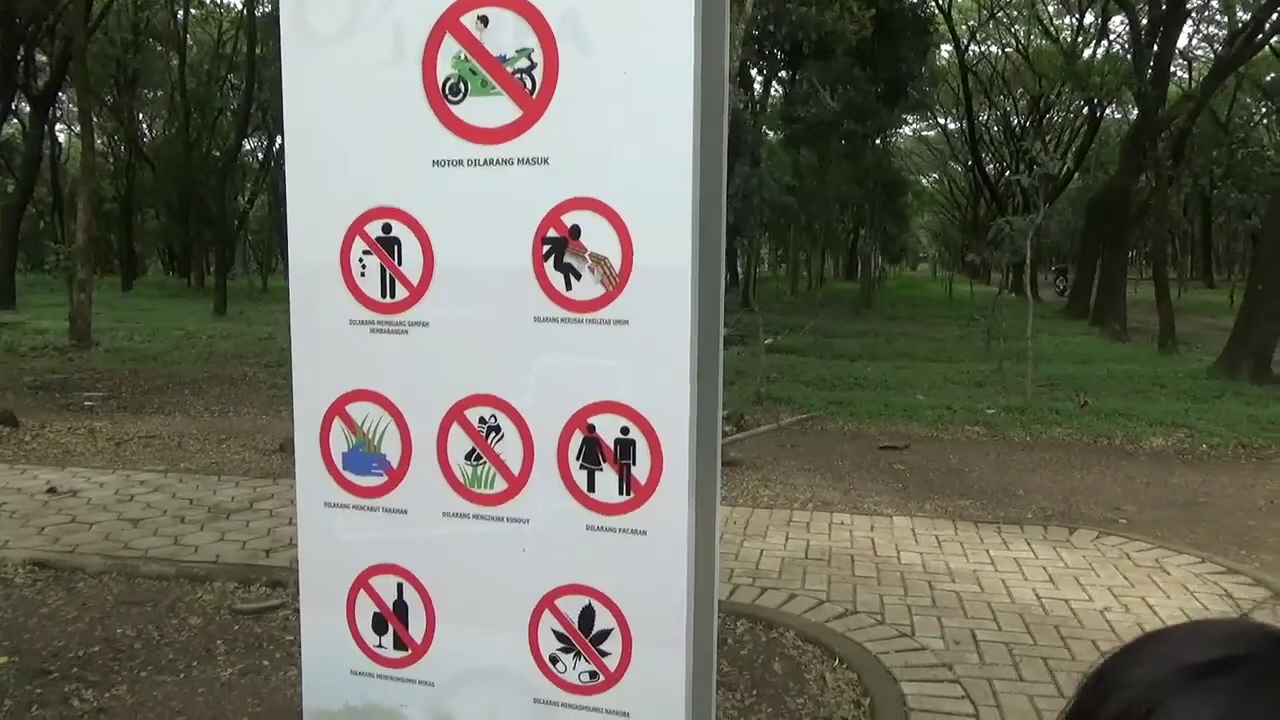 MOTOR DILARANG MASUK
DILARANG MEMBUANG SAMPAH
SEMBARANGAN
DILARANG MERUSAK FASILITAS UMUM
DILARANG MENCABUT TANAMAN
DILARANG MENGINJAK RUMPUT
DILARANG PACARAN
DILARANG MENGKONSUMSI MIRAS
DILARANG MENGKONSUMSI NARKOBA